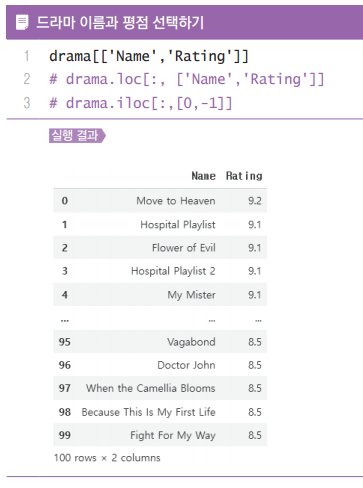 드라마 이름과 평점 선택하기
1 drama[['Name','Rating']]
2 # drama.loc[:, ['Name','Rating']]
3 # drama.iloc[:,[0,-1]]
실행 결과
Name Rating
0 Move to Heaven 9.2
1 Hospital Playlist 9.1
2 Flower of Evil 9.1
3 Hospital Playlist 2 9.1
4 My Mister 9.1
... ... ...
95 Vagabond 8.5
96 Doctor John 8.5
97 When the Camellia Blooms 8.5
98 Because This Is My First Life 8.5
99 Fight For My Way 8.5
100 rows × 2 columns